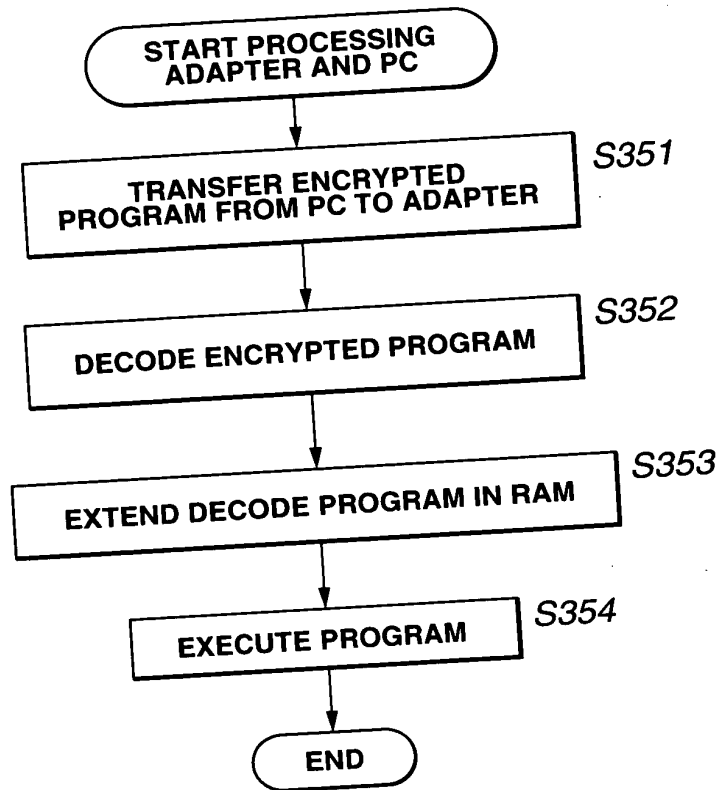 START PROCESSING
ADAPTER AND PC
S351
TRANSFER ENCRYPTED
PROGRAM FROM PC TO ADAPTER
S352
DECODE ENCRYPTED PROGRAM
S353
EXTEND DECODE PROGRAM IN RAM
S354
EXECUTE PROGRAM
END